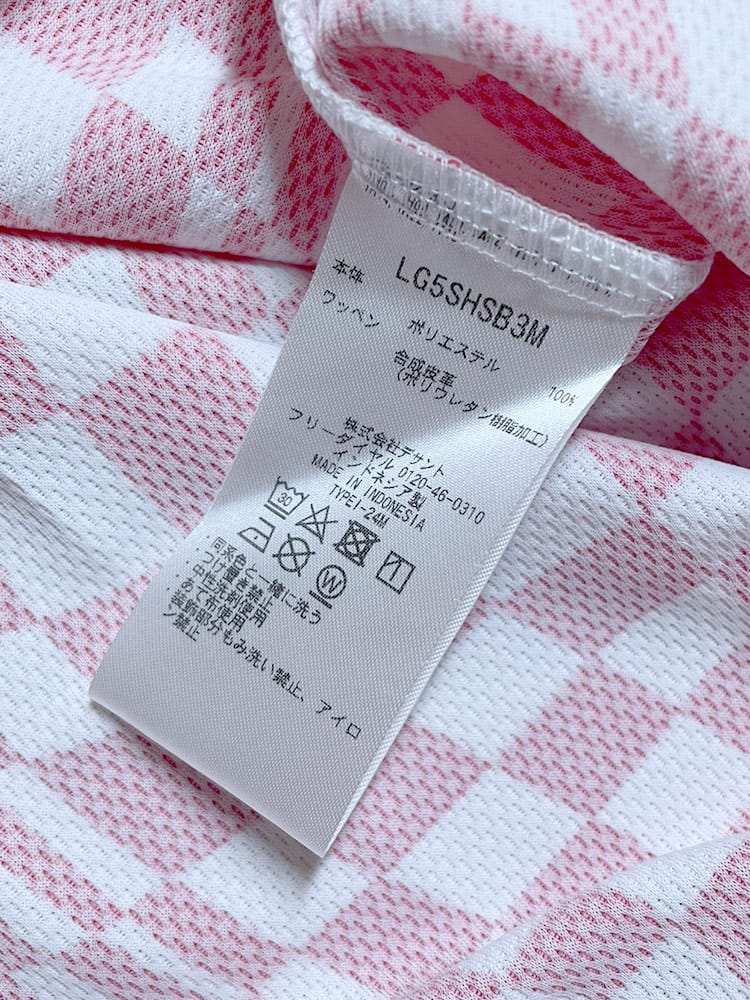 LG5SHSB3M
本体 ポリエステル 100%
ワッペン 合成皮革
(ポリウレタン樹脂加工)
株式会社デサント
フリーダイヤル 0120-46-0310
インドネシア製
MADE IN INDONESIA
TYPEI-24M
30
W
・同系色と一緒に洗う
・つけ置き禁止
・中性洗剤使用
・あて布使用
・装飾部分もみ洗い禁止、アイロ
ン禁止